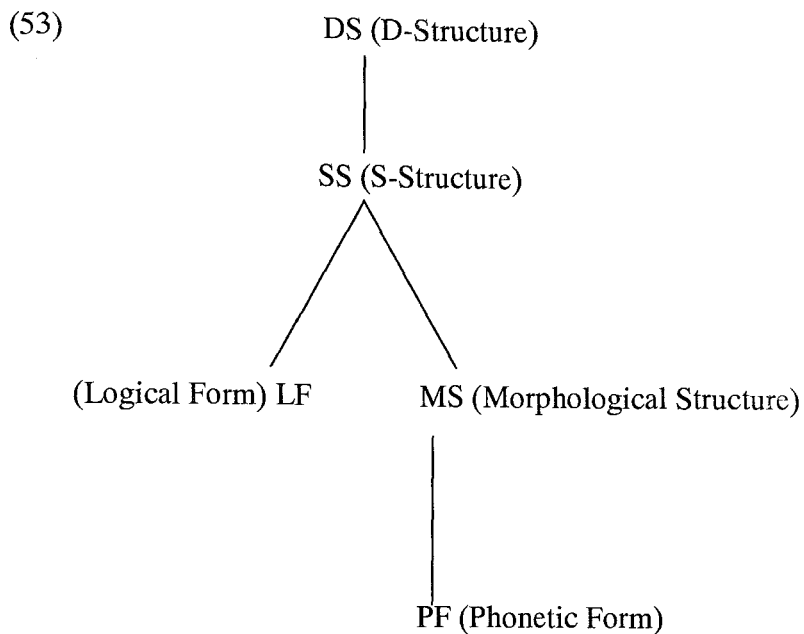 (53) DS (D-Structure)
SS (S-Structure)
(Logical Form) LF MS (Morphological Structure)
PF (Phonetic Form)